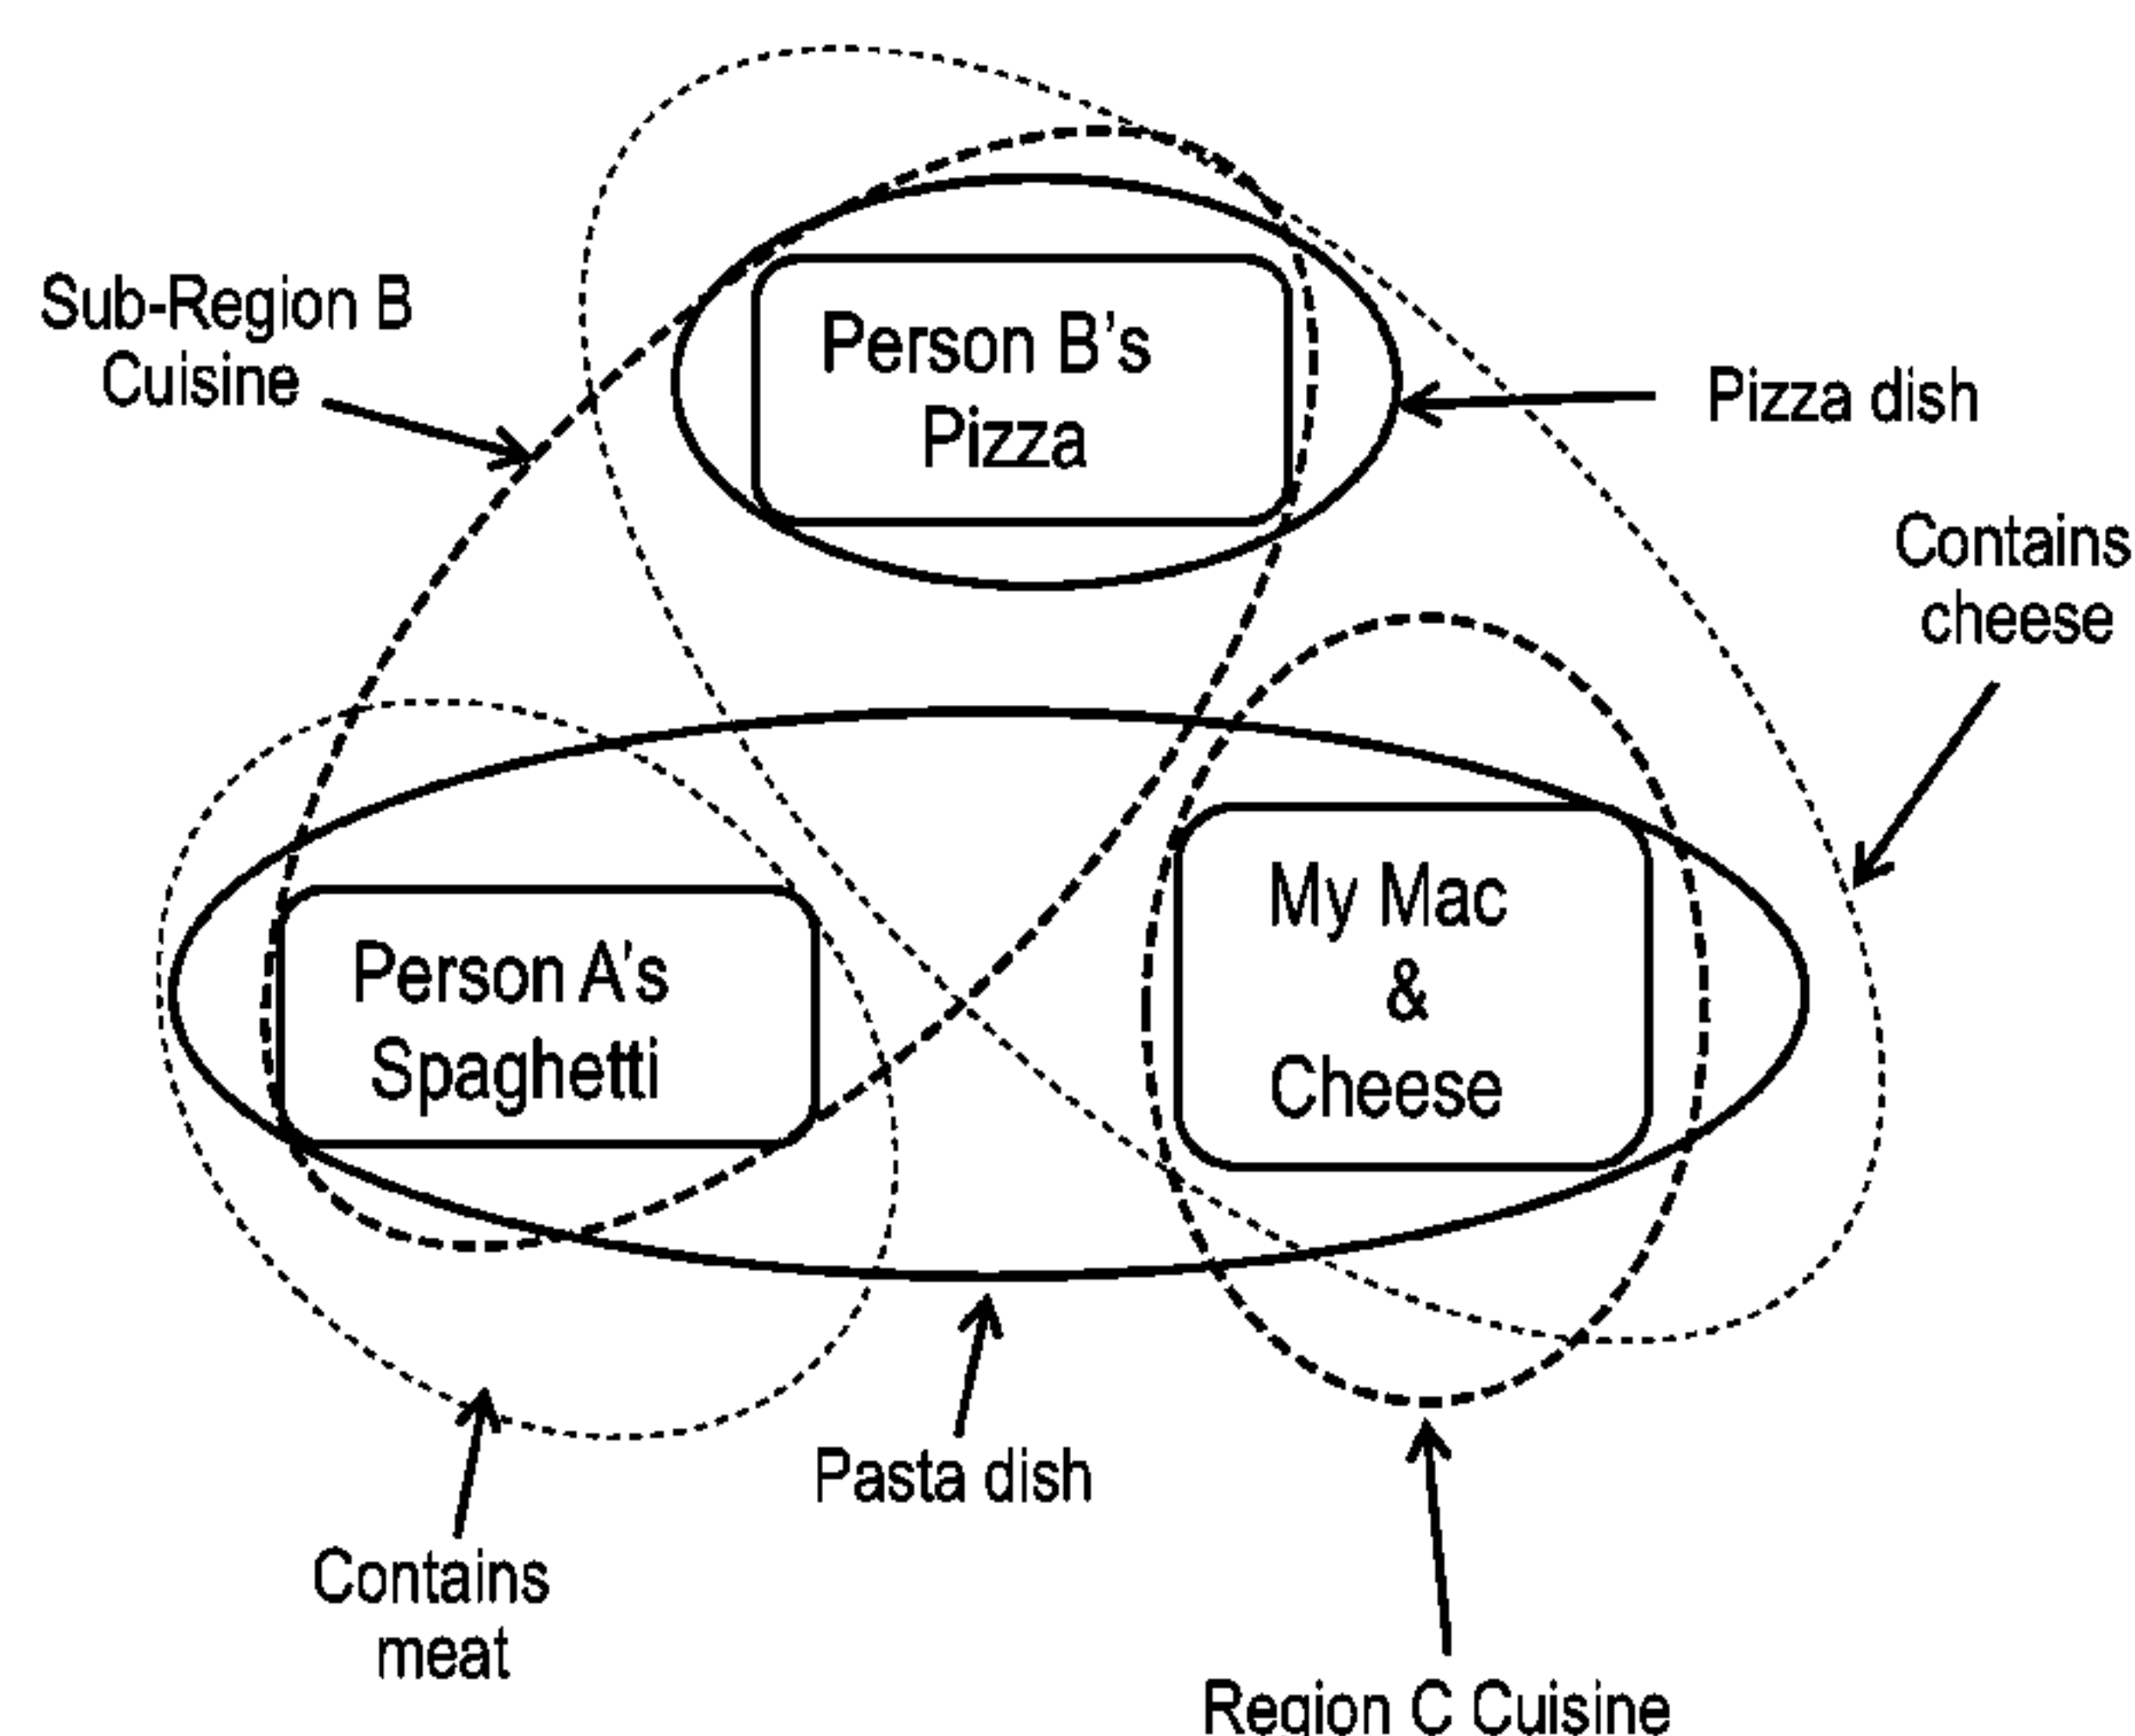 Sub-Region B
Cuisine
Person B's
Pizza
Pizza dish
Contains
cheese
Person A's
Spaghetti
My Mac
&
Cheese
Pasta dish
Contains
meat
Region C Cuisine